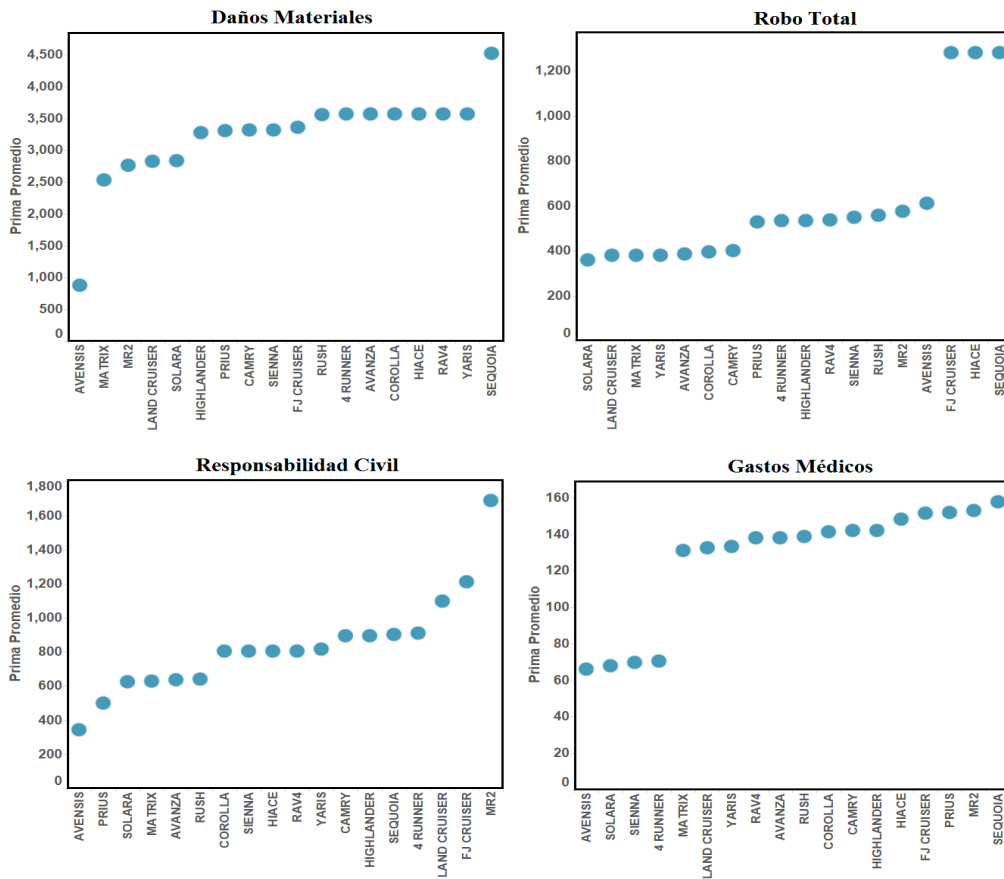 Daños Materiales
Prima Promedio
4,500
4,000
3,500
3,000
2,500
2,000
1,500
1,000
500
0
AVENSIS
MATRIX
MR2
LAND CRUISER
SOLARA
HIGHLANDER
PRIUS
CAMRY
SIENNA
FJ CRUISER
RUSH
4 RUNNER
AVANZA
COROLLA
HIACE
RAV4
YARIS
SEQUOIA
Robo Total
Prima Promedio
1,200
1,000
800
600
400
200
0
SOLARA
LAND CRUISER
MATRIX
YARIS
AVANZA
COROLLA
CAMRY
PRIUS
4 RUNNER
HIGHLANDER
RAV4
SIENNA
RUSH
MR2
AVENSIS
FJ CRUISER
HIACE
SEQUOIA
Responsabilidad Civil
Prima Promedio
1,800
1,600
1,400
1,200
1,000
800
600
400
200
0
AVENSIS
PRIUS
SOLARA
MATRIX
AVANZA
RUSH
COROLLA
SIENNA
HIACE
RAV4
YARIS
CAMRY
HIGHLANDER
SEQUOIA
4 RUNNER
LAND CRUISER
FJ CRUISER
MR2
Gastos Médicos
Prima Promedio
160
140
120
100
80
60
40
20
0
AVENSIS
SOLARA
SIENNA
4 RUNNER
MATRIX
LAND CRUISER
YARIS
RAV4
AVANZA
RUSH
COROLLA
CAMRY
HIGHLANDER
HIACE
FJ CRUISER
PRIUS
MR2
SEQUOIA